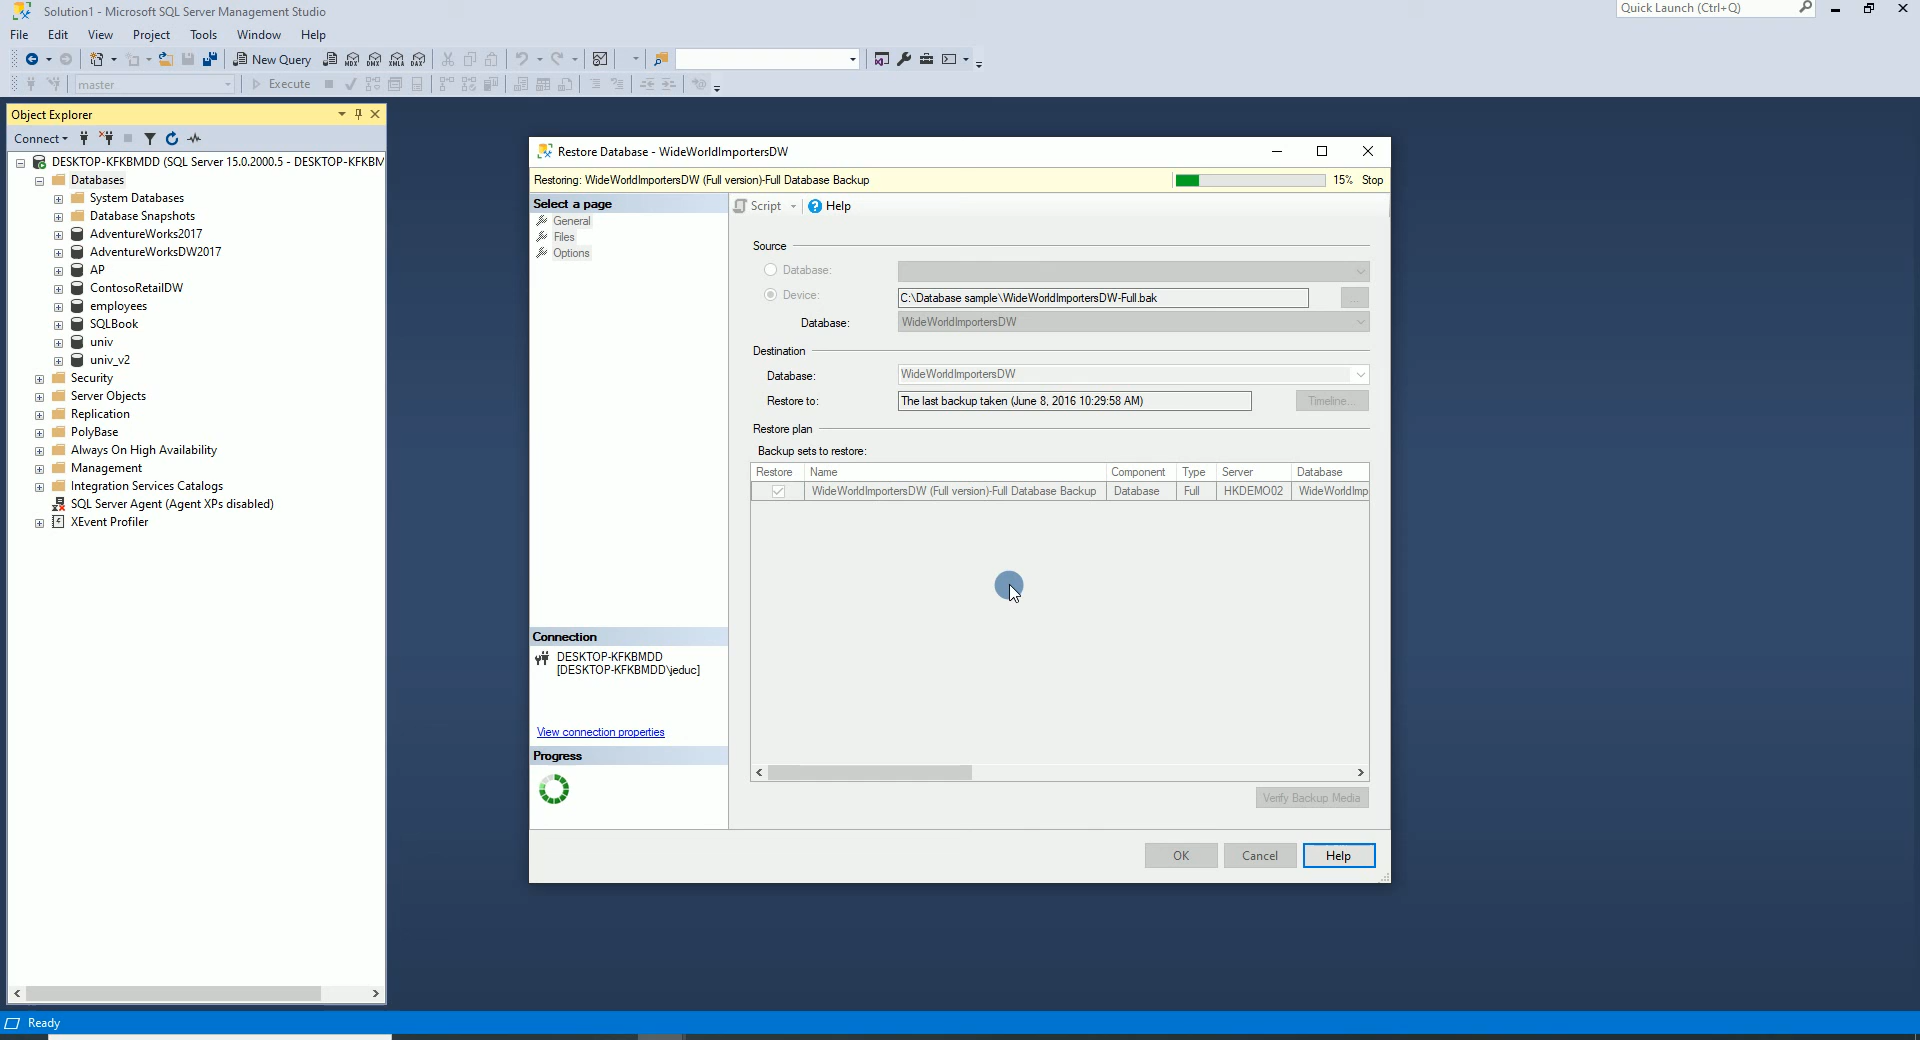 Solution1 - Microsoft SQL Server Management Studio
Quick Launch (Ctrl+Q)
File Edit View Project Tools Window Help
New Query MDX DMX XMLA DAX
master Execute
Object Explorer
Connect
DESKTOP-KFKBMDD (SQL Server 15.0.2000.5 - DESKTOP-KFKBM
Databases
System Databases
Database Snapshots
AdventureWorks2017
AdventureWorksDW2017
AP
ContosoRetailDW
employees
SQLBook
univ
univ_v2
Security
Server Objects
Replication
PolyBase
Always On High Availability
Management
Integration Services Catalogs
SQL Server Agent (Agent XPs disabled)
XEvent Profiler
Restore Database - WideWorldImportersDW
Restoring: WideWorldImportersDW (Full version)-Full Database Backup 15% Stop
Select a page
General
Files
Options
Script Help
Source
Database:
Device: C:\Database sample\WideWorldImportersDW-Full.bak ...
Database: WideWorldImportersDW
Destination
Database: WideWorldImportersDW
Restore to: The last backup taken (June 8, 2016 10:29:58 AM) Timeline...
Restore plan
Backup sets to restore:
Restore Name Component Type Server Database
WideWorldImportersDW (Full version)-Full Database Backup Database Full HKDEMO02 WideWorldImp
Connection
DESKTOP-KFKBMDD
[DESKTOP-KFKBMDD\jeduc]
View connection properties
Progress
Verify Backup Media
OK Cancel Help
Ready